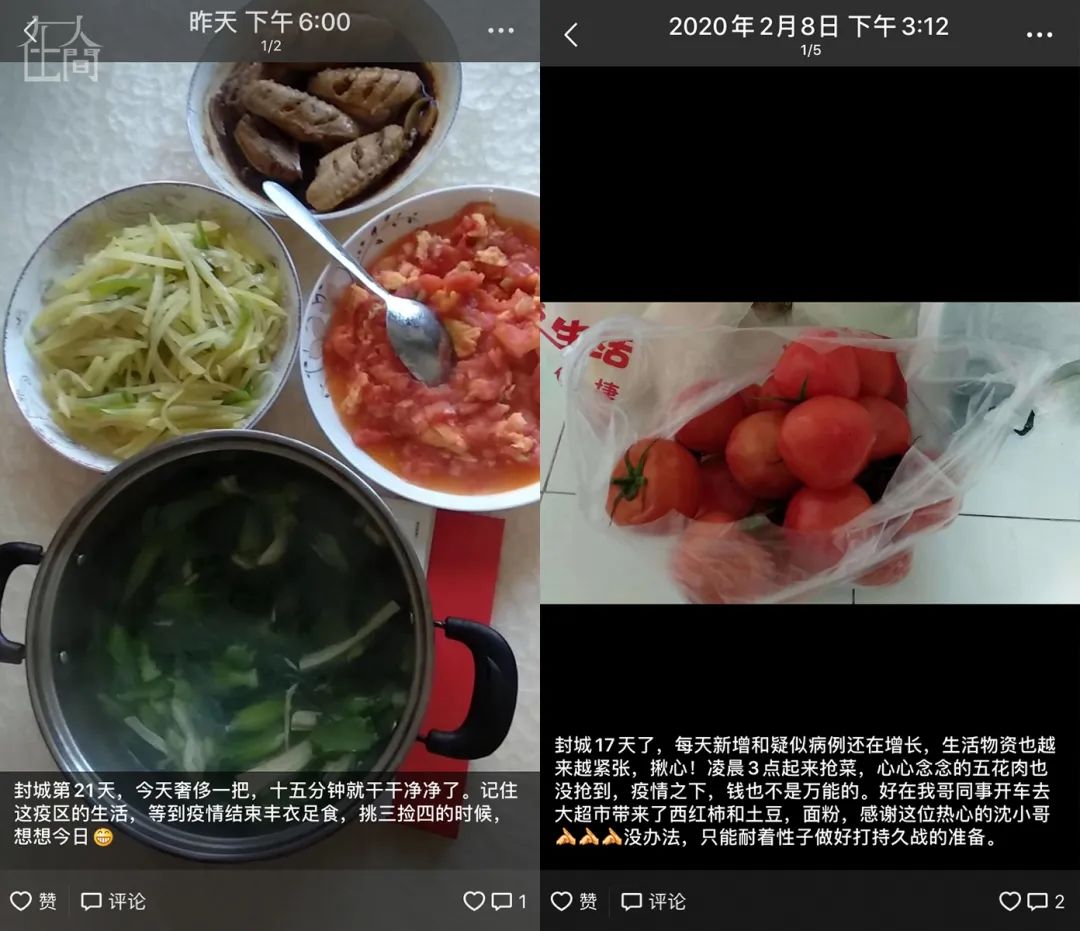 人間
昨天 下午6:00
1/2
封城第21天，今天奢侈一把，十五分钟就干干净净了。记住
这疫区的生活，等到疫情结束丰衣足食，挑三捡四的时候，
想想今日😁
赞
评论
1
2020年2月8日 下午3:12
1/5
生活
捷
封城17天了，每天新增和疑似病例还在增长，生活物资也越
来越紧张，揪心！凌晨3点起来抢菜，心心念念的五花肉也
没抢到，疫情之下，钱也不是万能的。好在我哥同事开车去
大超市带来了西红柿和土豆，面粉，感谢这位热心的沈小哥
🙏🙏🙏没办法，只能耐着性子做好打持久战的准备。
赞
评论
2